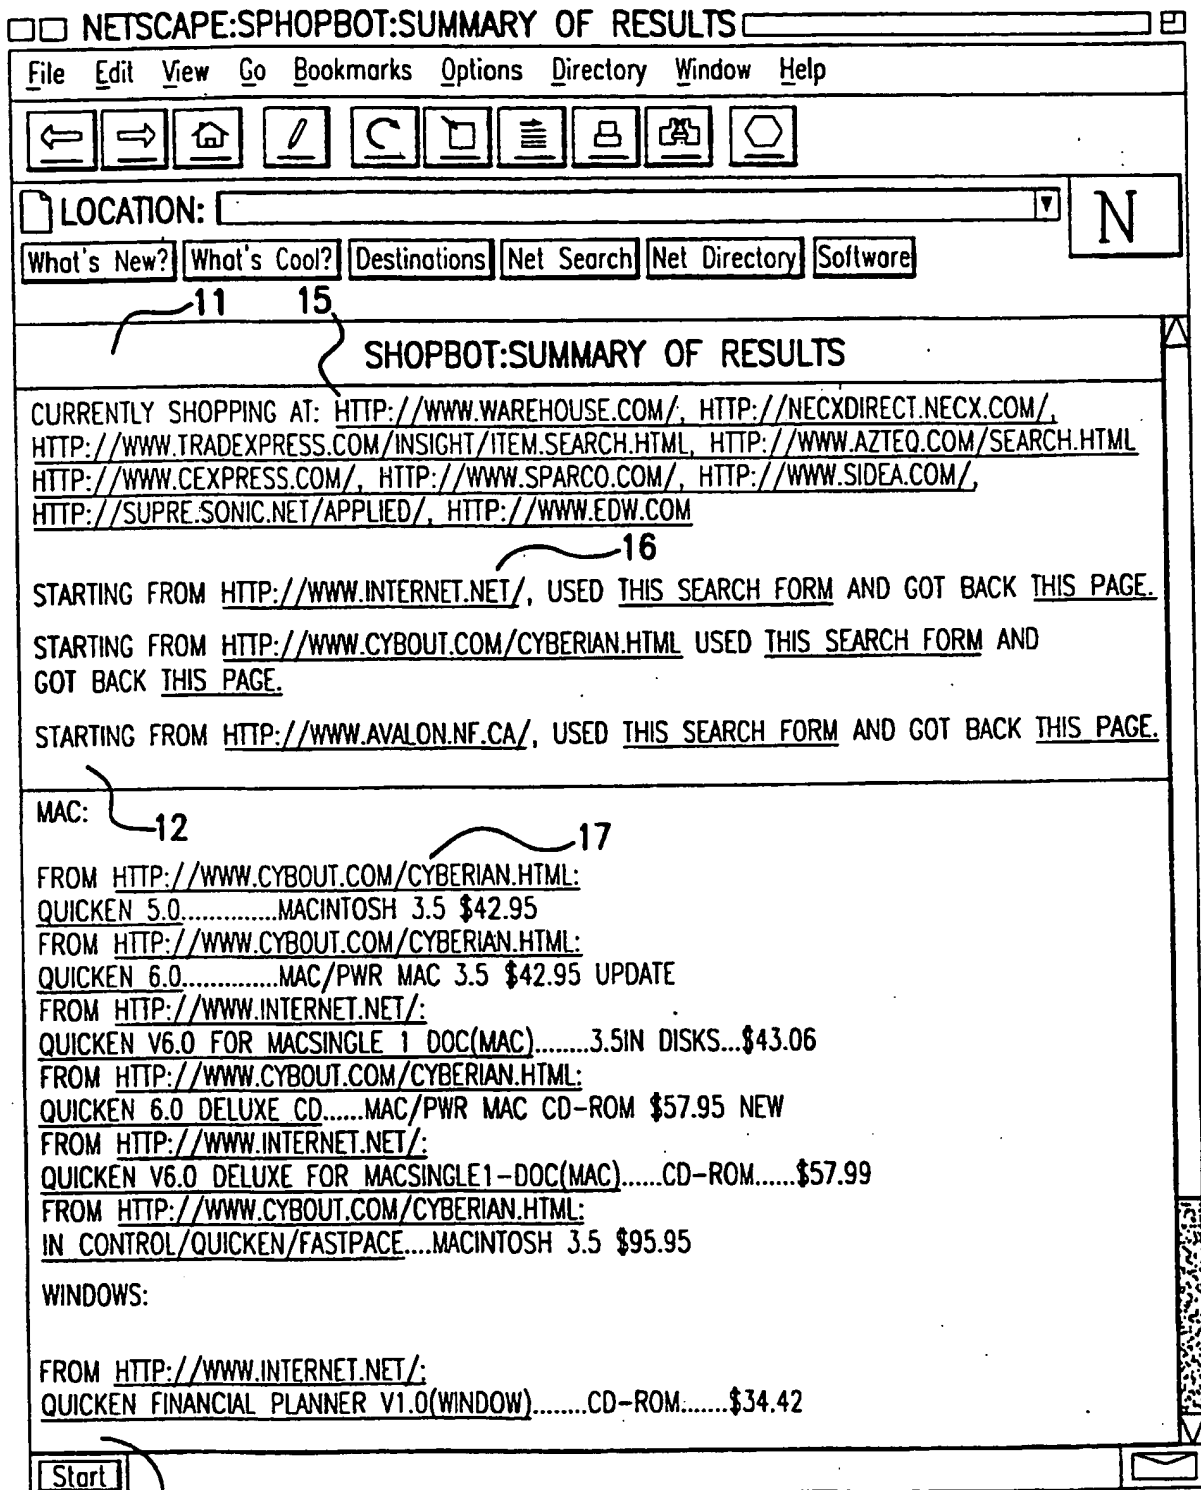 NETSCAPE:SPHOPBOT:SUMMARY OF RESULTS
File Edit View Go Bookmarks Options Directory Window Help
LOCATION:
N
What's New? What's Cool? Destinations Net Search Net Directory Software
11 15
SHOPBOT:SUMMARY OF RESULTS
CURRENTLY SHOPPING AT: HTTP://WWW.WAREHOUSE.COM/, HTTP://NECXDIRECT.NECX.COM/,
HTTP://WWW.TRADEXPRESS.COM/INSIGHT/ITEM.SEARCH.HTML, HTTP://WWW.AZTEQ.COM/SEARCH.HTML
HTTP://WWW.CEXPRESS.COM/, HTTP://WWW.SPARCO.COM/, HTTP://WWW.SIDEA.COM/,
HTTP://SUPRE.SONIC.NET/APPLIED/, HTTP://WWW.EDW.COM
16
STARTING FROM HTTP://WWW.INTERNET.NET/, USED THIS SEARCH FORM AND GOT BACK THIS PAGE.
STARTING FROM HTTP://WWW.CYBOUT.COM/CYBERIAN.HTML USED THIS SEARCH FORM AND
GOT BACK THIS PAGE.
STARTING FROM HTTP://WWW.AVALON.NF.CA/, USED THIS SEARCH FORM AND GOT BACK THIS PAGE.
MAC:
12
17
FROM HTTP://WWW.CYBOUT.COM/CYBERIAN.HTML:
QUICKEN 5.0.............MACINTOSH 3.5 $42.95
FROM HTTP://WWW.CYBOUT.COM/CYBERIAN.HTML:
QUICKEN 6.0.............MAC/PWR MAC 3.5 $42.95 UPDATE
FROM HTTP://WWW.INTERNET.NET/:
QUICKEN V6.0 FOR MACSINGLE 1 DOC(MAC)........3.5IN DISKS...$43.06
FROM HTTP://WWW.CYBOUT.COM/CYBERIAN.HTML:
QUICKEN 6.0 DELUXE CD......MAC/PWR MAC CD-ROM $57.95 NEW
FROM HTTP://WWW.INTERNET.NET/:
QUICKEN V6.0 DELUXE FOR MACSINGLE1-DOC(MAC)......CD-ROM......$57.99
FROM HTTP://WWW.CYBOUT.COM/CYBERIAN.HTML:
IN CONTROL/QUICKEN/FASTPACE....MACINTOSH 3.5 $95.95
WINDOWS:
FROM HTTP://WWW.INTERNET.NET/:
QUICKEN FINANCIAL PLANNER V1.0(WINDOW)........CD-ROM.......$34.42
Start